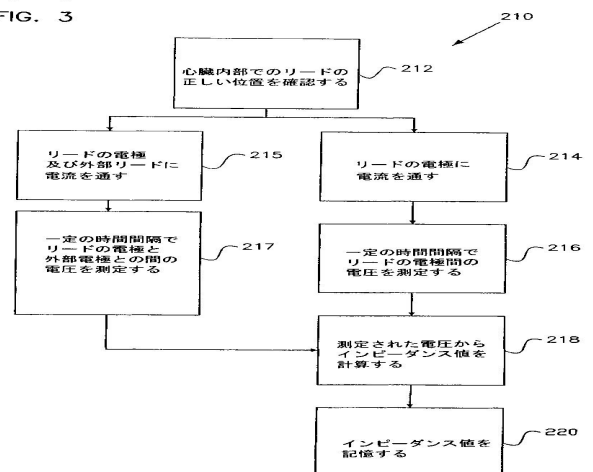 FIG. 3
210
心臓内部でのリードの
正しい位置を確認する
212
リードの電極
及び外部リードに
電流を通す
215
リードの電極に
電流を通す
214
一定の時間間隔で
リードの電極と
外部電極との間の
電圧を測定する
217
一定の時間間隔で
リードの電極間の
電圧を測定する
216
測定された電圧から
インピーダンス値を
計算する
218
インピーダンス値を
記憶する
220